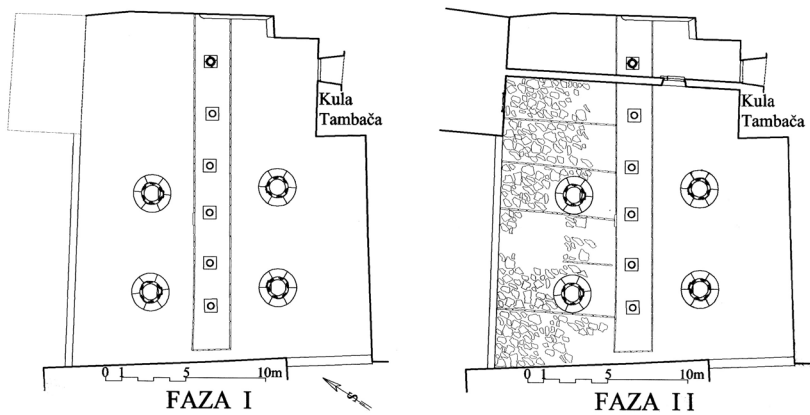 Kula
Tambača
0 1 5 10m
FAZA I
S
Kula
Tambača
0 1 5 10m
FAZA II